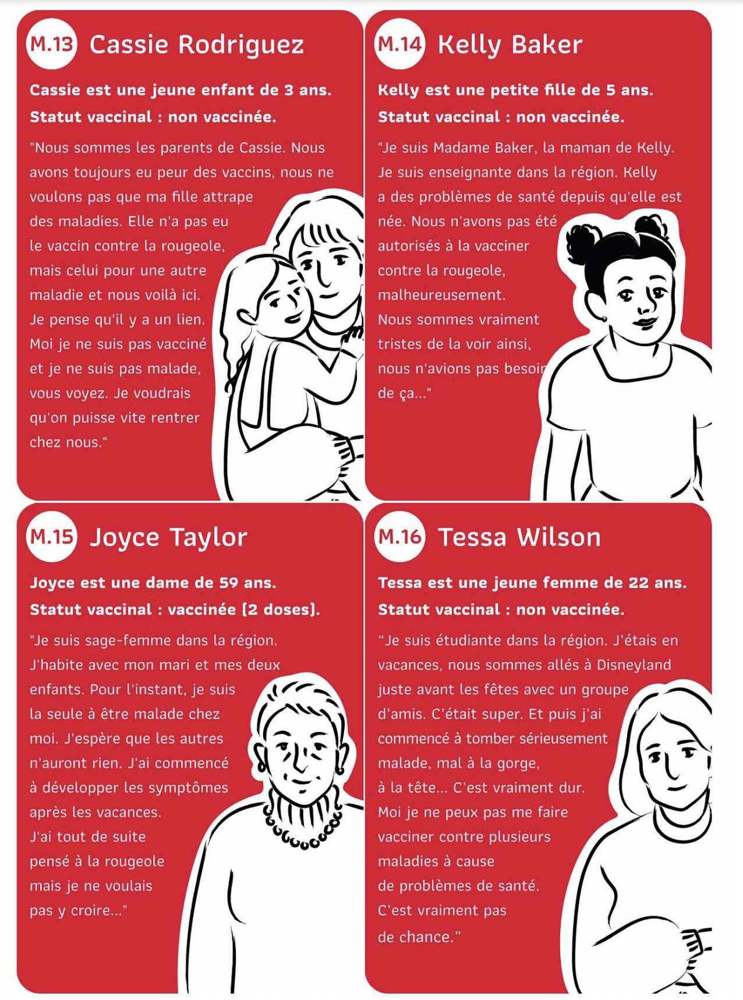 M.13 Cassie Rodriguez
Cassie est une jeune enfant de 3 ans.
Statut vaccinal : non vaccinée.
"Nous sommes les parents de Cassie. Nous
avons toujours eu peur des vaccins, nous ne
voulons pas que ma fille attrape
des maladies. Elle n'a pas eu
le vaccin contre la rougeole,
mais celui pour une autre
maladie et nous voilà ici.
Je pense qu'il y a un lien.
Moi je ne suis pas vacciné
et je ne suis pas malade,
vous voyez. Je voudrais
qu'on puisse vite rentrer
chez nous."
M.14 Kelly Baker
Kelly est une petite fille de 5 ans.
Statut vaccinal : non vaccinée.
"Je suis Madame Baker, la maman de Kelly.
Je suis enseignante dans la région. Kelly
a des problèmes de santé depuis qu'elle est
née. Nous n'avons pas été
autorisés à la vacciner
contre la rougeole,
malheureusement.
Nous sommes vraiment
tristes de la voir ainsi,
nous n'avions pas besoin
de ça..."
M.15 Joyce Taylor
Joyce est une dame de 59 ans.
Statut vaccinal : vaccinée (2 doses).
"Je suis sage-femme dans la région.
J'habite avec mon mari et mes deux
enfants. Pour l'instant, je suis
la seule à être malade chez
moi. J'espère que les autres
n'auront rien. J'ai commencé
à développer les symptômes
après les vacances.
J'ai tout de suite
pensé à la rougeole
mais je ne voulais
pas y croire..."
M.16 Tessa Wilson
Tessa est une jeune femme de 22 ans.
Statut vaccinal : non vaccinée.
“Je suis étudiante dans la région. J’étais en
vacances, nous sommes allés à Disneyland
juste avant les fêtes avec un groupe
d’amis. C’était super. Et puis j’ai
commencé à tomber sérieusement
malade, mal à la gorge,
à la tête... C’est vraiment dur.
Moi je ne peux pas me faire
vacciner contre plusieurs
maladies à cause
de problèmes de santé.
C’est vraiment pas
de chance.”